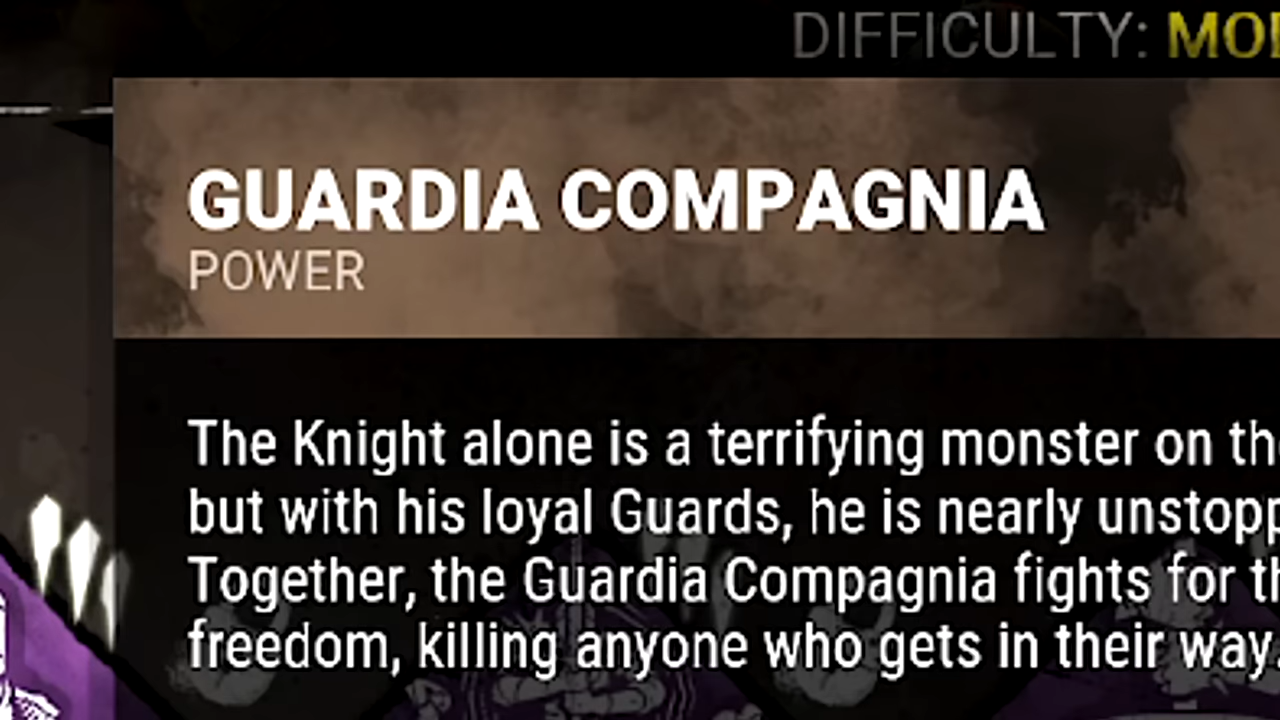 DIFFICULTY:
GUARDIA COMPAGNIA
POWER
The Knight alone is a terrifying monster on
but with his loyal Guards, he is nearly
Together, the Guardia Compagnia fights for
freedom, killing anyone who gets in their way.